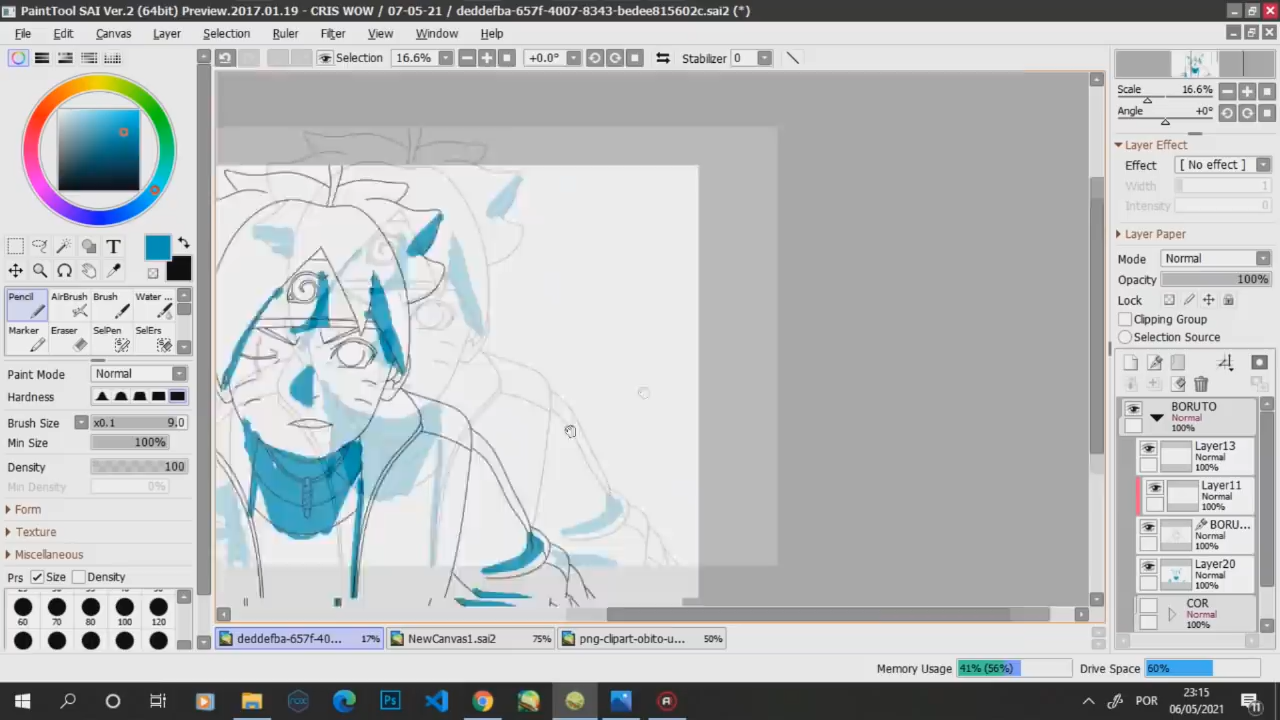 PaintTool SAI Ver.2 (64bit) Preview.2017.01.19 - CRIS WOW / 07-05-21 / deddefba-657f-4007-8343-bedee815602c.sai2 (*)
File Edit Canvas Layer Selection Ruler Filter View Window Help
Selection 16.6% +0.0° Stabilizer 0
Scale 16.6%
Angle +0°
Layer Effect
Effect [ No effect ]
Width 1
Intensity 0
Layer Paper
Mode Normal
Opacity 100%
Lock
Clipping Group
Selection Source
T
Pencil AirBrush Brush Water ...
Marker Eraser SelPen SelErs
Paint Mode Normal
Hardness
Brush Size x0.1 9.0
Min Size 100%
Density 100
Min Density 0%
Form
Texture
Miscellaneous
Prs Size Density
60 70 80 100 120
BORUTO
Normal
100%
Layer13
Normal
100%
Layer11
Normal
100%
BORU...
Normal
100%
Layer20
Normal
100%
COR
Normal
100%
deddefba-657f-40... 17% NewCanvas1.sai2 75% png-clipart-obito-u... 50%
Memory Usage 41% (56%) Drive Space 60%
Ps
POR
23:15
06/05/2021
11